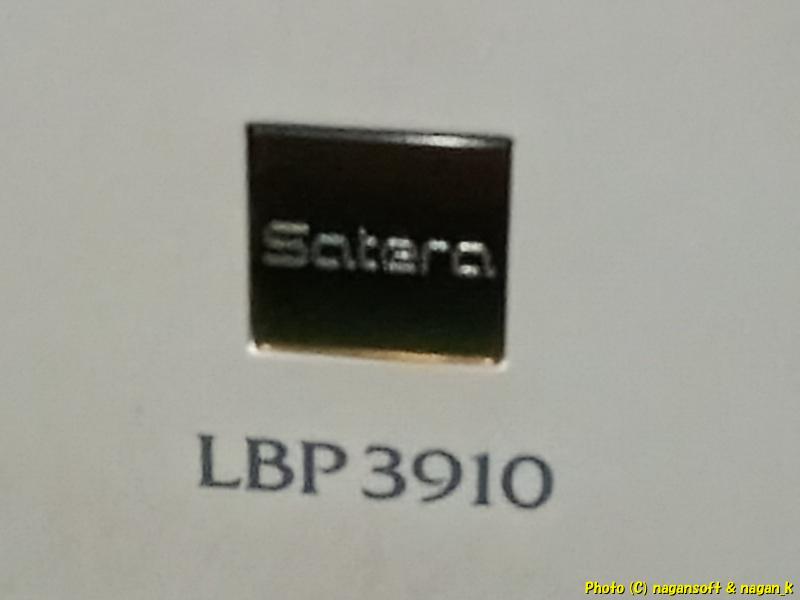 Satera
LBP 3910
Photo (C) nagansoft & nagan_k